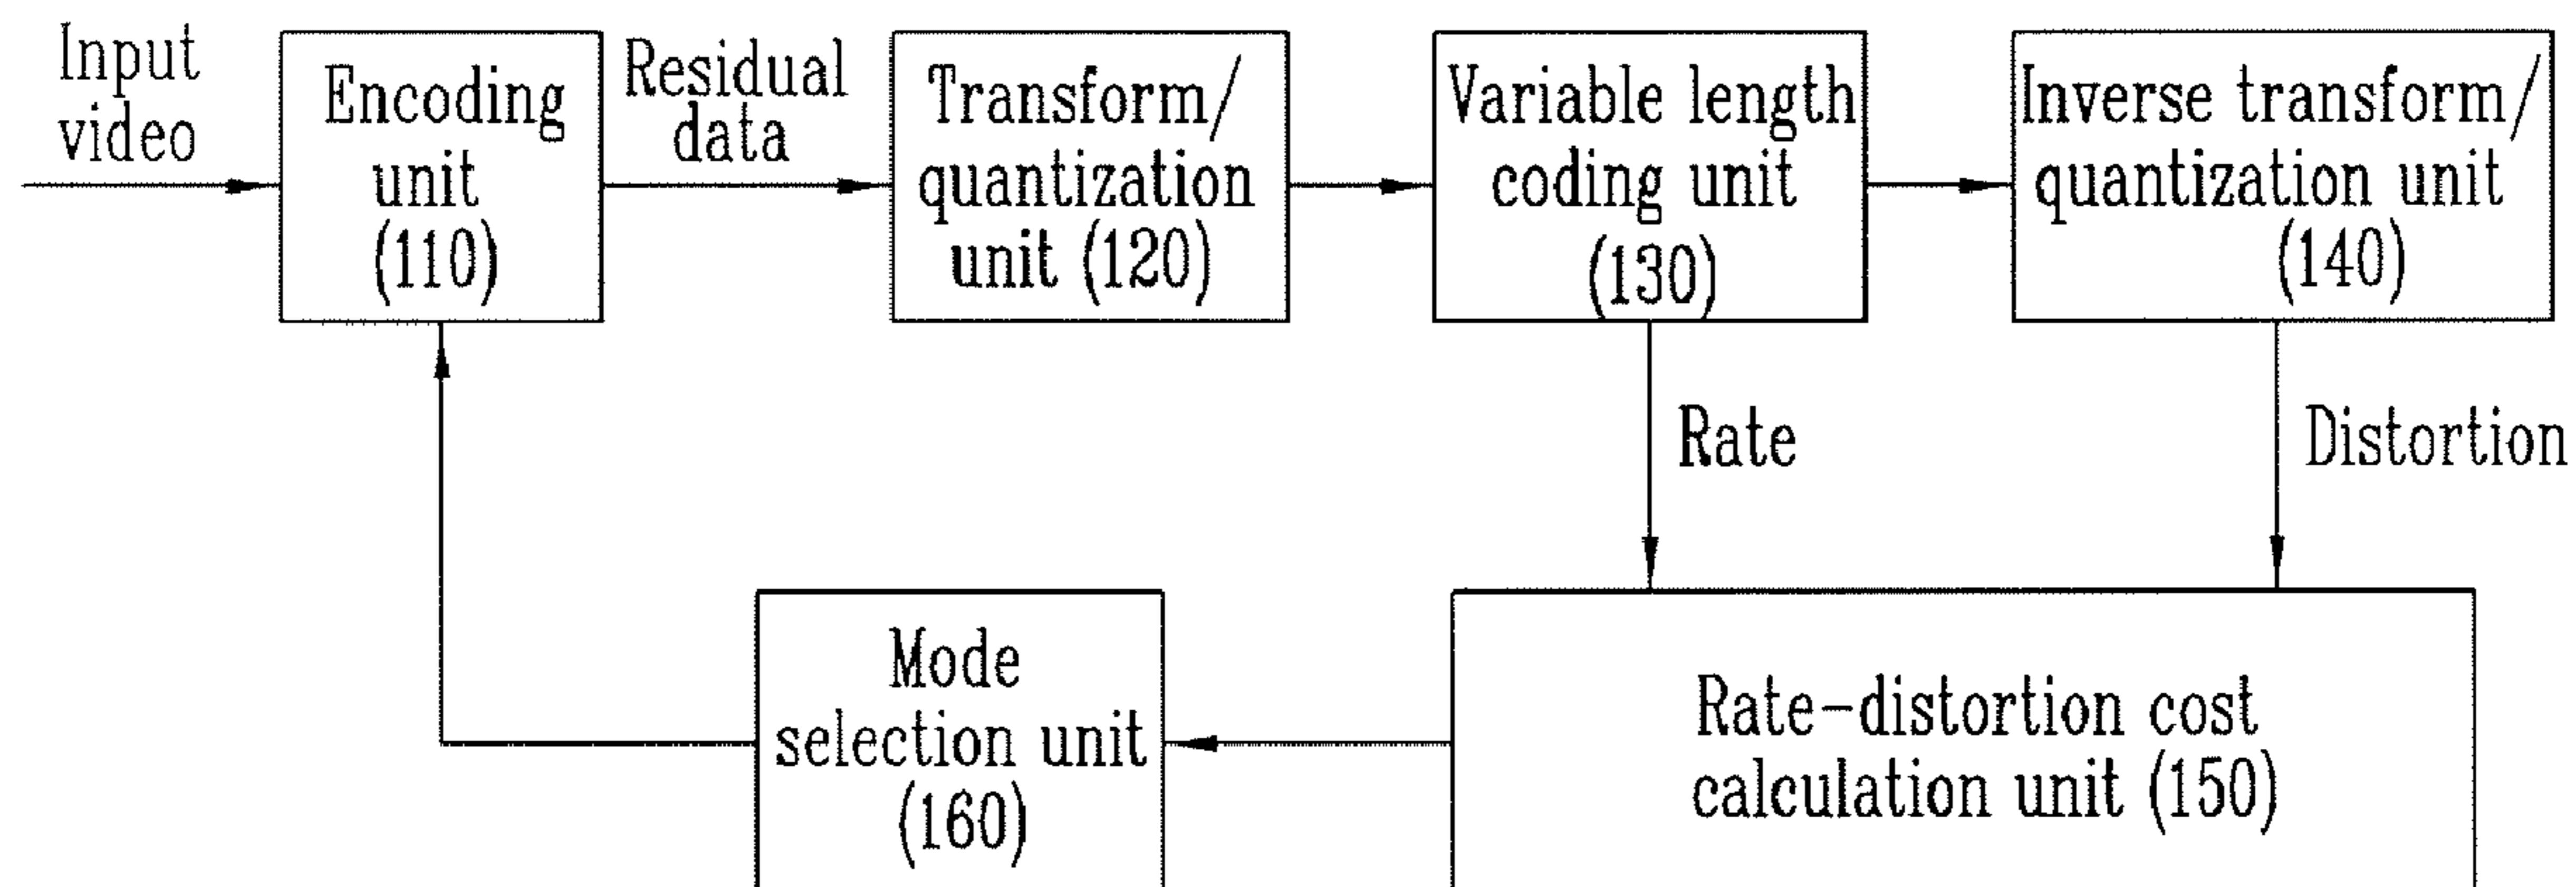 Input
video
Encoding
unit
(110)
Residual
data
Transform/
quantization
unit (120)
Variable length
coding unit
(130)
Inverse transform/
quantization unit
(140)
Rate
Distortion
Mode
selection unit
(160)
Rate-distortion cost
calculation unit (150)